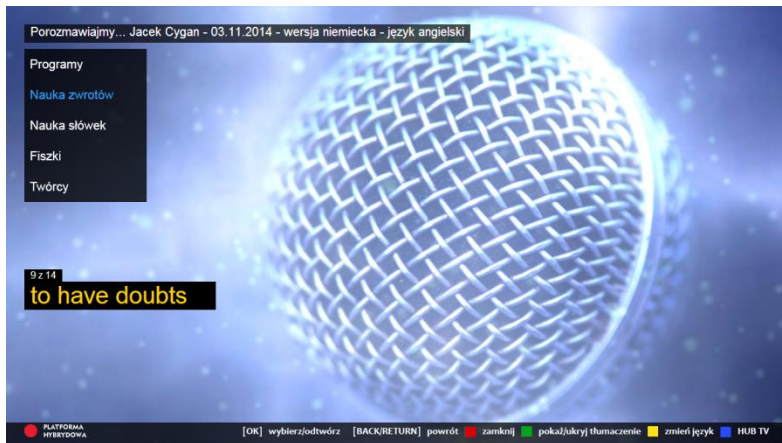 Porozmawiajmy... Jacek Cygan - 03.11.2014 - wersja niemiecka - język angielski
Programy
Nauka zwrotów
Nauka słówek
Fiszki
Twórcy
9 z 14
to have doubts
PLATFORMA
HYBRYDOWA
[OK] wybierz/odtwórz [BACK/RETURN] powrót zamknij pokaż/ukryj tłumaczenie zmień język HUB TV